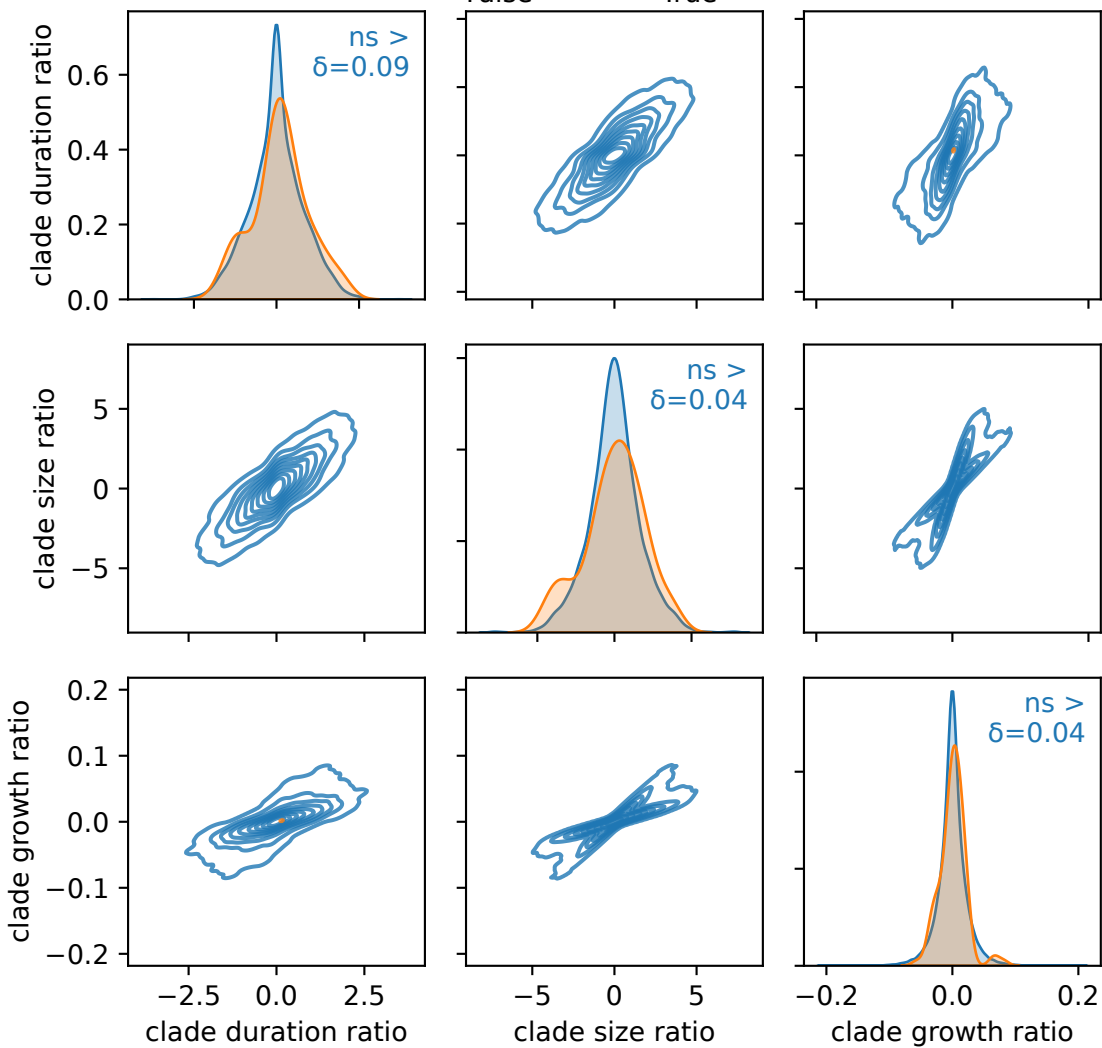 clade duration ratio
0.6
0.4
0.2
0.0
ns >
δ=0.09
clade size ratio
5
0
−5
ns >
δ=0.04
clade growth ratio
0.2
0.1
0.0
−0.1
−0.2
ns >
δ=0.04
−2.5 0.0 2.5
−5 0 5
−0.2 0.0 0.2
clade duration ratio
clade size ratio
clade growth ratio